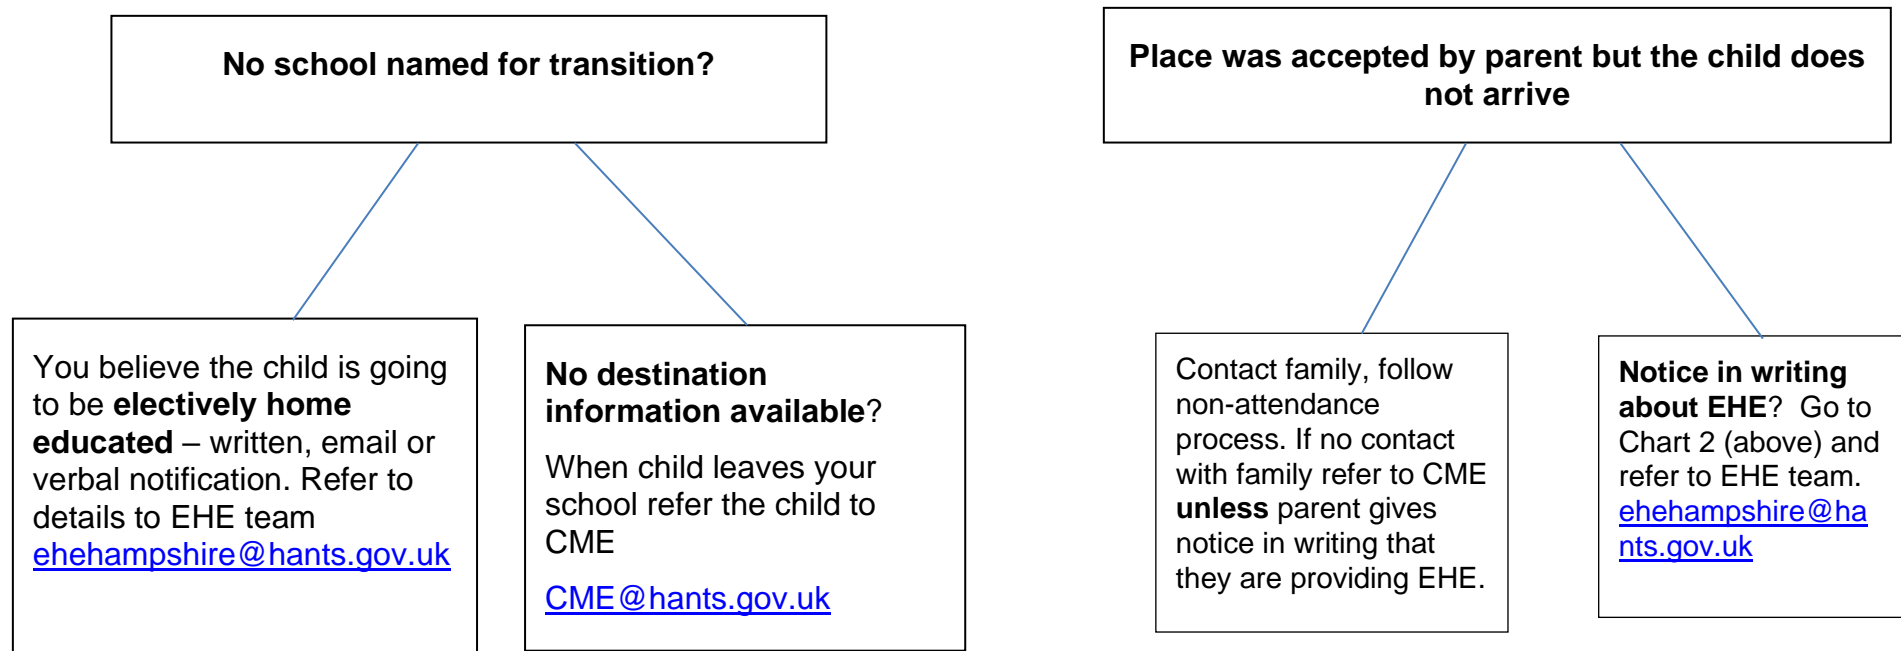 No school named for transition?
Place was accepted by parent but the child does
not arrive
You believe the child is going
to be electively home
educated – written, email or
verbal notification. Refer to
details to EHE team
ehehampshire@hants.gov.uk
No destination
information available?
When child leaves your
school refer the child to
CME
CME@hants.gov.uk
Contact family, follow
non-attendance
process. If no contact
with family refer to CME
unless parent gives
notice in writing that
they are providing EHE.
Notice in writing
about EHE?  Go to
Chart 2 (above) and
refer to EHE team.
ehehampshire@ha
nts.gov.uk